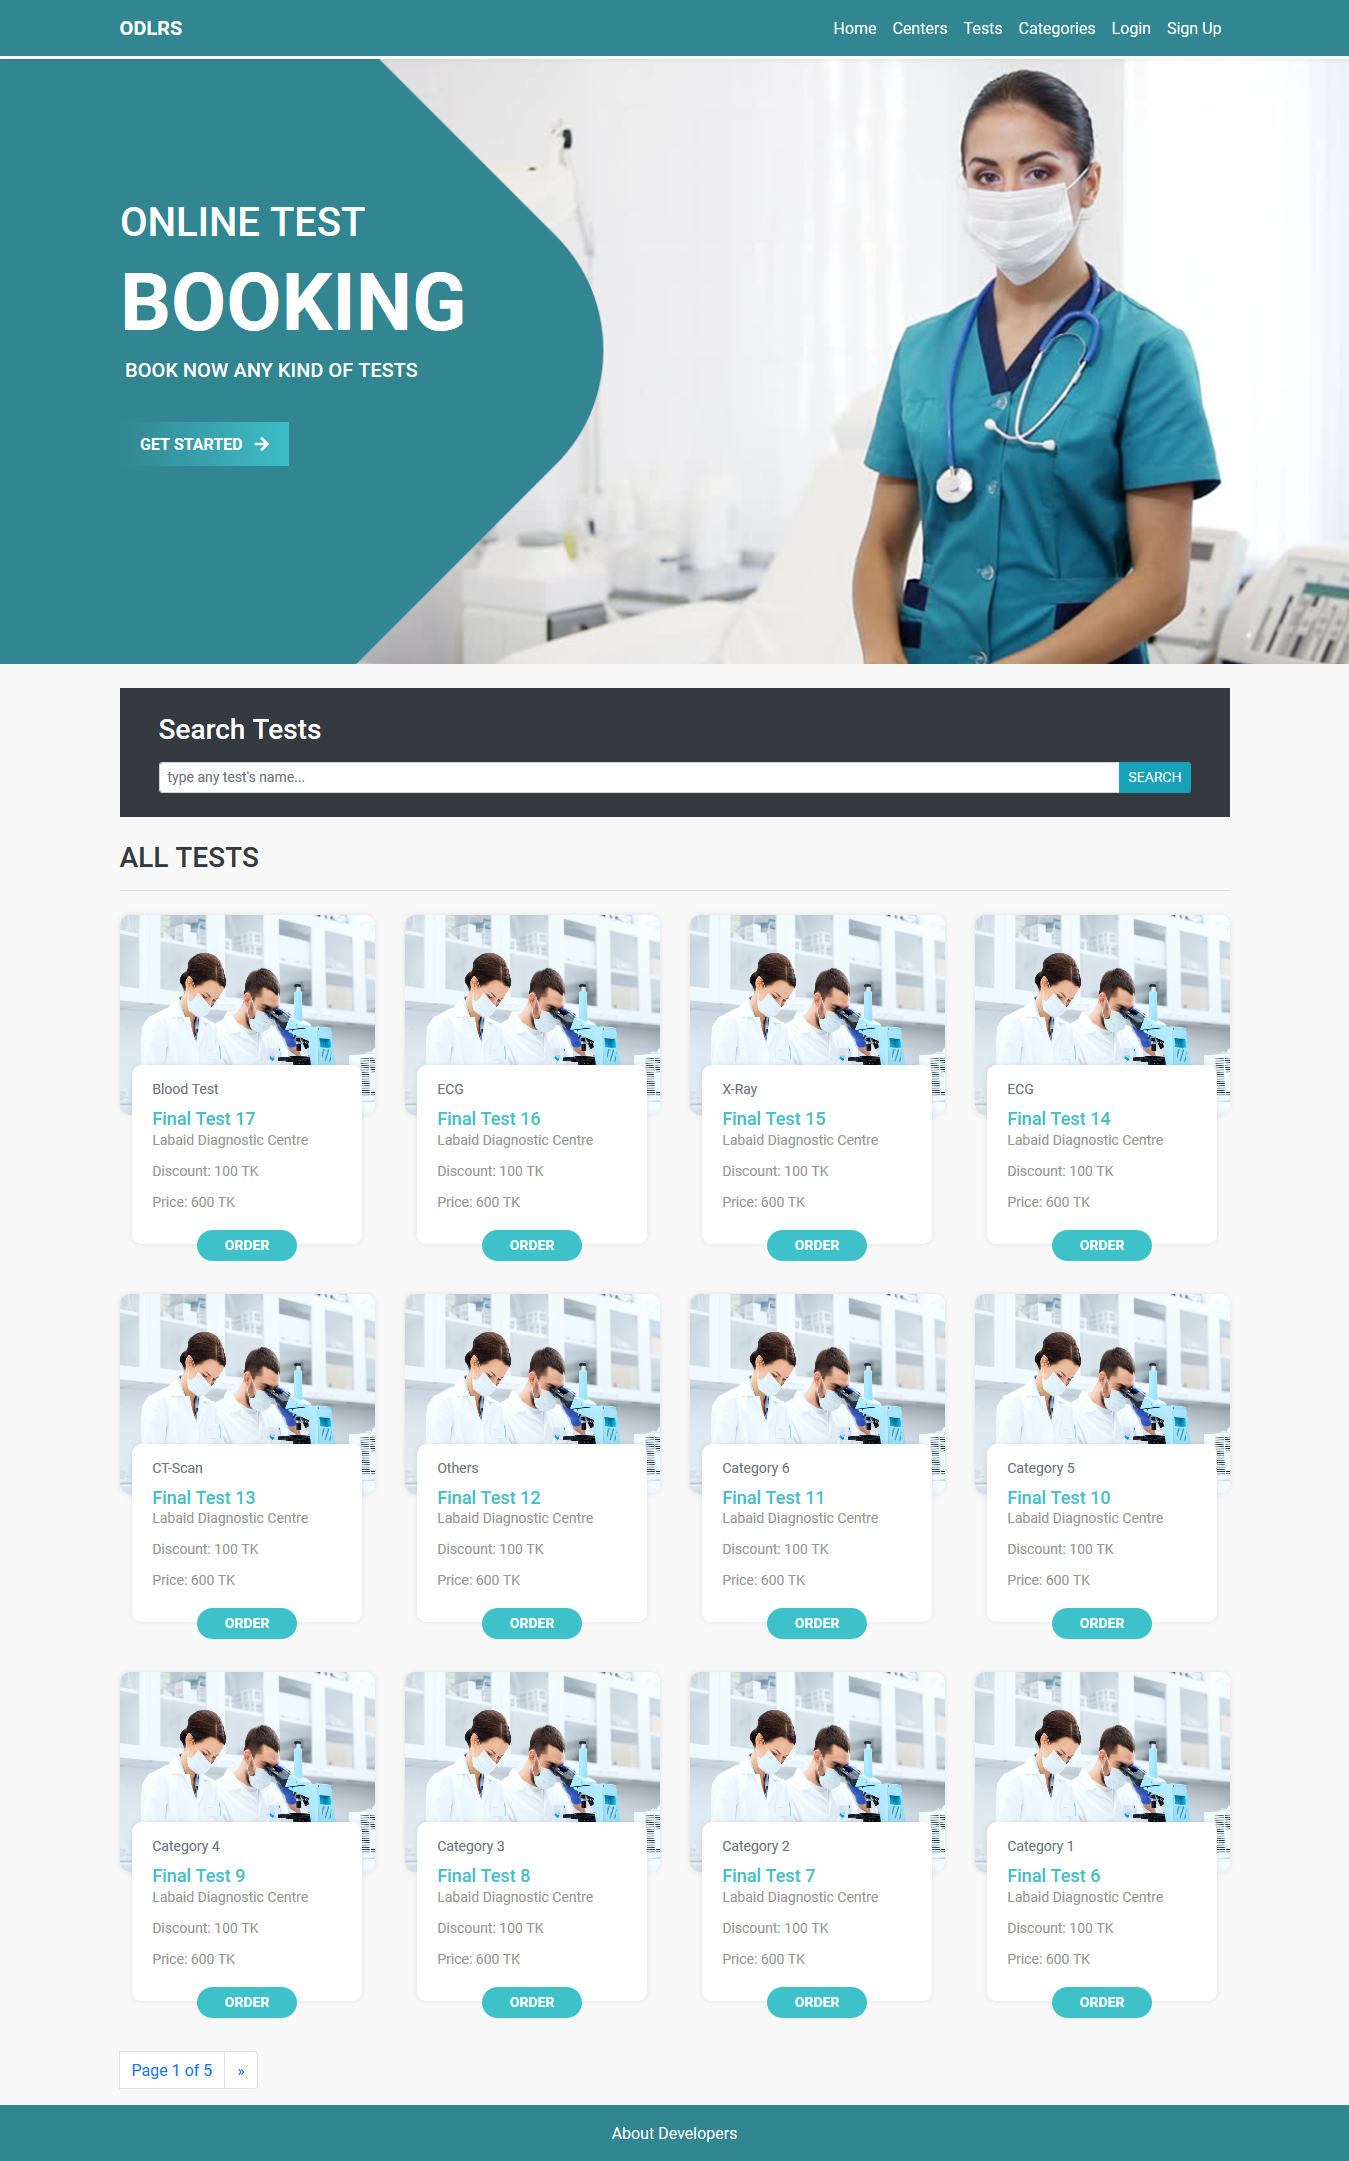 ODLRS
Home Centers Tests Categories Login Sign Up
ONLINE TEST
BOOKING
BOOK NOW ANY KIND OF TESTS
GET STARTED →
Search Tests
type any test's name...
SEARCH
ALL TESTS
Blood Test
Final Test 17
Labaid Diagnostic Centre
Discount: 100 TK
Price: 600 TK
ORDER
ECG
Final Test 16
Labaid Diagnostic Centre
Discount: 100 TK
Price: 600 TK
ORDER
X-Ray
Final Test 15
Labaid Diagnostic Centre
Discount: 100 TK
Price: 600 TK
ORDER
ECG
Final Test 14
Labaid Diagnostic Centre
Discount: 100 TK
Price: 600 TK
ORDER
CT-Scan
Final Test 13
Labaid Diagnostic Centre
Discount: 100 TK
Price: 600 TK
ORDER
Others
Final Test 12
Labaid Diagnostic Centre
Discount: 100 TK
Price: 600 TK
ORDER
Category 6
Final Test 11
Labaid Diagnostic Centre
Discount: 100 TK
Price: 600 TK
ORDER
Category 5
Final Test 10
Labaid Diagnostic Centre
Discount: 100 TK
Price: 600 TK
ORDER
Category 4
Final Test 9
Labaid Diagnostic Centre
Discount: 100 TK
Price: 600 TK
ORDER
Category 3
Final Test 8
Labaid Diagnostic Centre
Discount: 100 TK
Price: 600 TK
ORDER
Category 2
Final Test 7
Labaid Diagnostic Centre
Discount: 100 TK
Price: 600 TK
ORDER
Category 1
Final Test 6
Labaid Diagnostic Centre
Discount: 100 TK
Price: 600 TK
ORDER
Page 1 of 5 »
About Developers